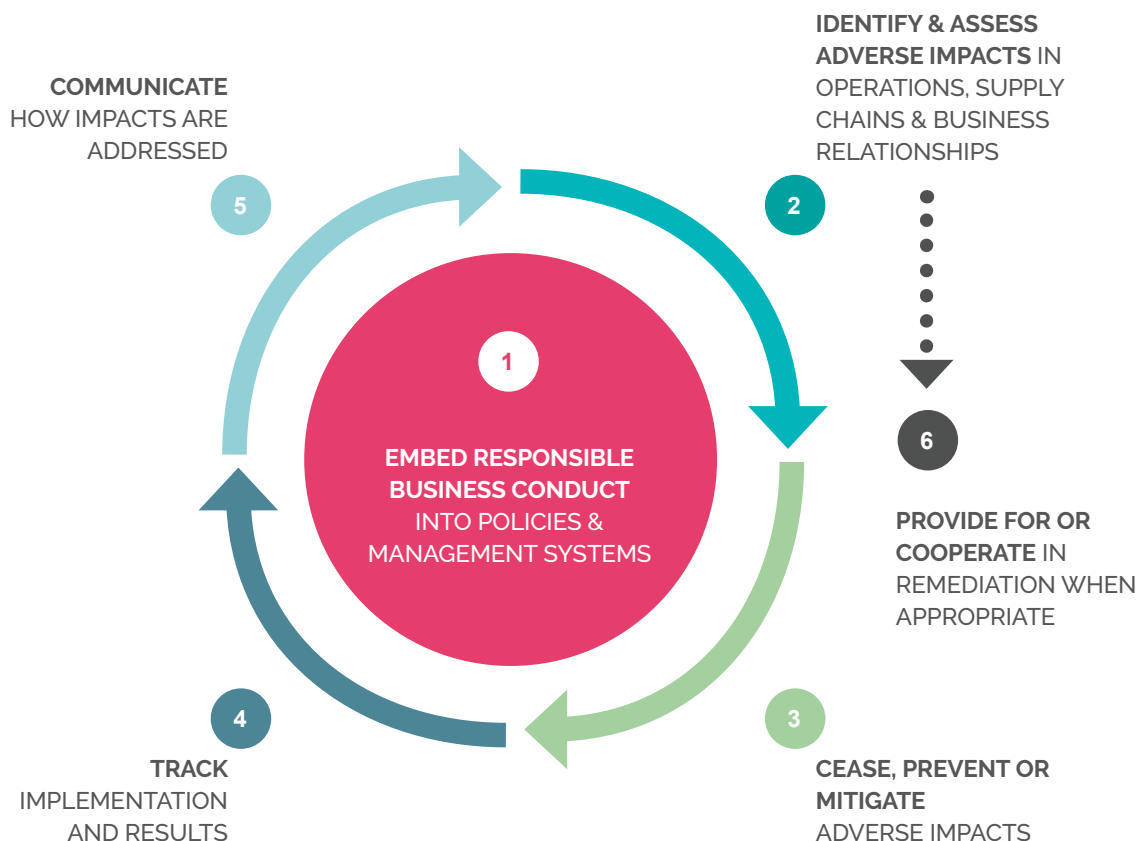 1
EMBED RESPONSIBLE
BUSINESS CONDUCT
INTO POLICIES &
MANAGEMENT SYSTEMS
2
IDENTIFY & ASSESS
ADVERSE IMPACTS IN
OPERATIONS, SUPPLY
CHAINS & BUSINESS
RELATIONSHIPS
3
CEASE, PREVENT OR
MITIGATE
ADVERSE IMPACTS
4
TRACK
IMPLEMENTATION
AND RESULTS
5
COMMUNICATE
HOW IMPACTS ARE
ADDRESSED
6
PROVIDE FOR OR
COOPERATE IN
REMEDIATION WHEN
APPROPRIATE